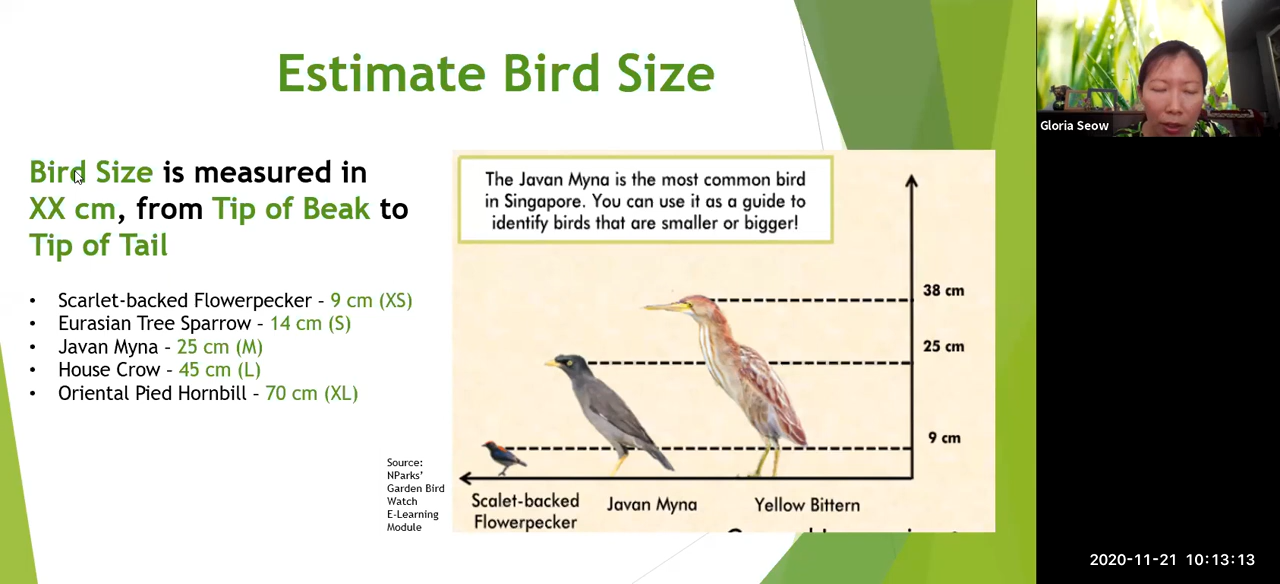 Estimate Bird Size
Bird Size is measured in
XX cm, from Tip of Beak to
Tip of Tail
• Scarlet-backed Flowerpecker - 9 cm (XS)
• Eurasian Tree Sparrow - 14 cm (S)
• Javan Myna - 25 cm (M)
• House Crow - 45 cm (L)
• Oriental Pied Hornbill - 70 cm (XL)
Source:
NParks'
Garden Bird
Watch
E-Learning
Module
The Javan Myna is the most common bird
in Singapore. You can use it as a guide to
identify birds that are smaller or bigger!
38 cm
25 cm
9 cm
Scalet-backed
Flowerpecker
Javan Myna
Yellow Bittern
Gloria Seow
2020-11-21 10:13:13